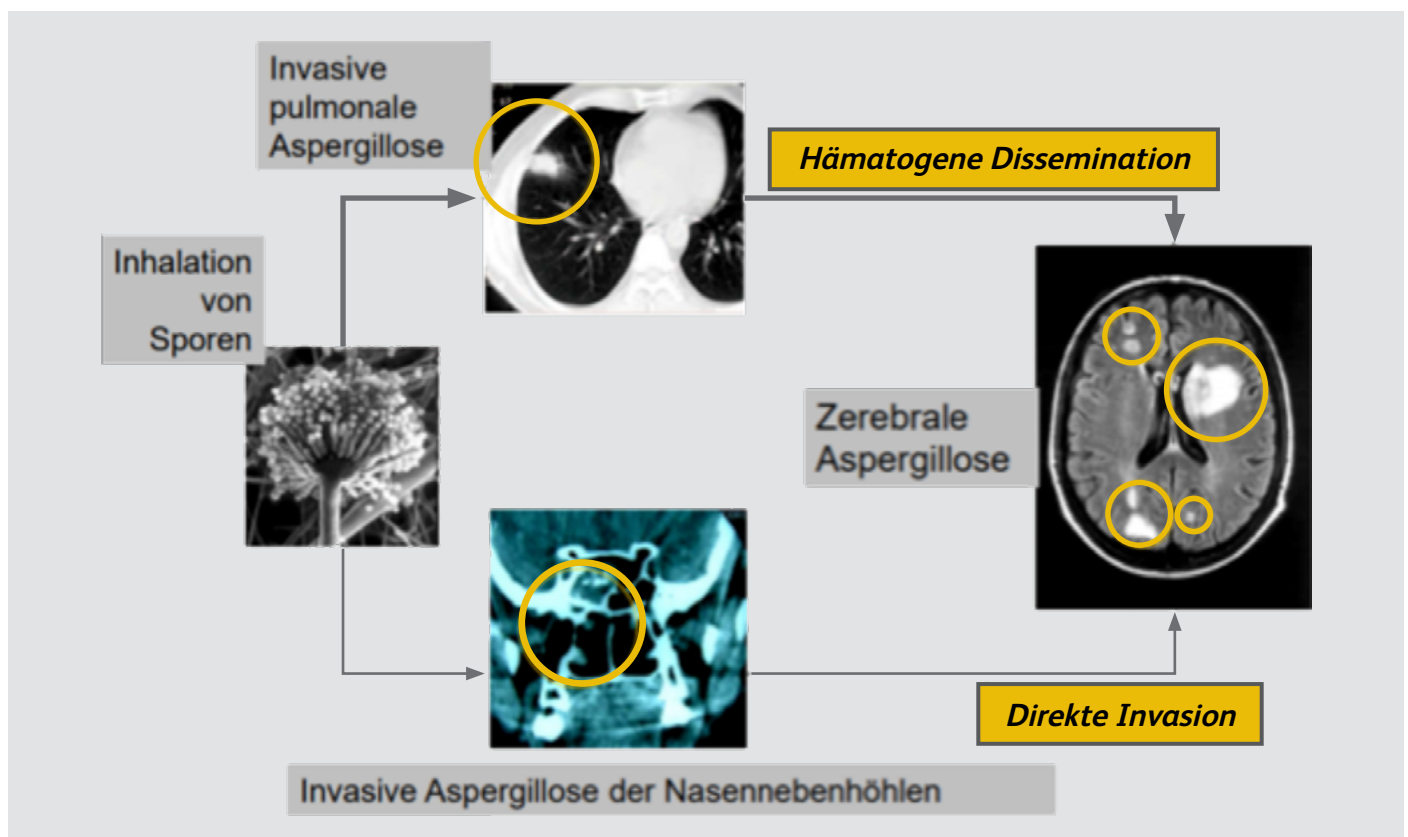 Invasive
pulmonale
Aspergillose
Hämatogene Dissemination
Inhalation
von
Sporen
Zerebrale
Aspergillose
Direkte Invasion
Invasive Aspergillose der Nasennebenhöhlen